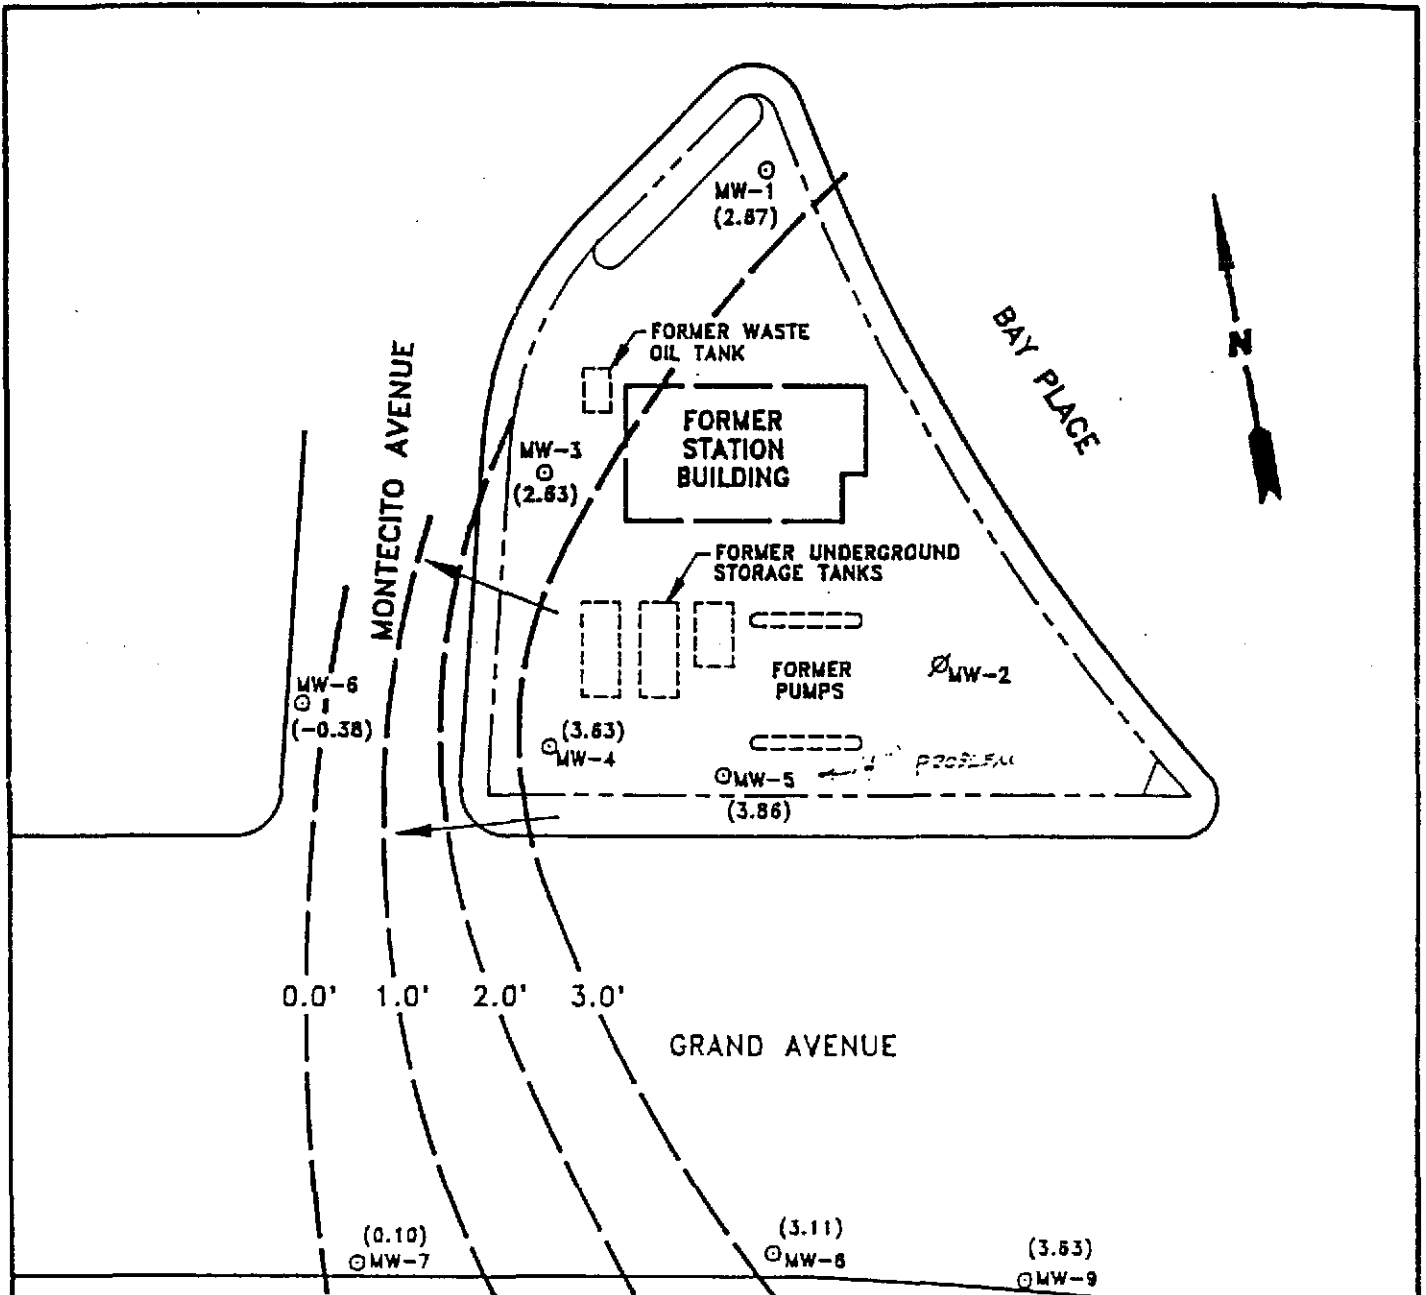 MW-1
(2.87)
FORMER WASTE
OIL TANK
MONTECITO AVENUE
BAY PLACE
N
FORMER
STATION
BUILDING
MW-3
(2.63)
FORMER UNDERGROUND
STORAGE TANKS
FORMER
PUMPS
MW-2
MW-6
(-0.38)
(3.63)
MW-4
MW-5
PROBLEM
(3.86)
0.0' 1.0' 2.0' 3.0'
GRAND AVENUE
(0.10)
MW-7
(3.11)
MW-8
(3.53)
MW-9